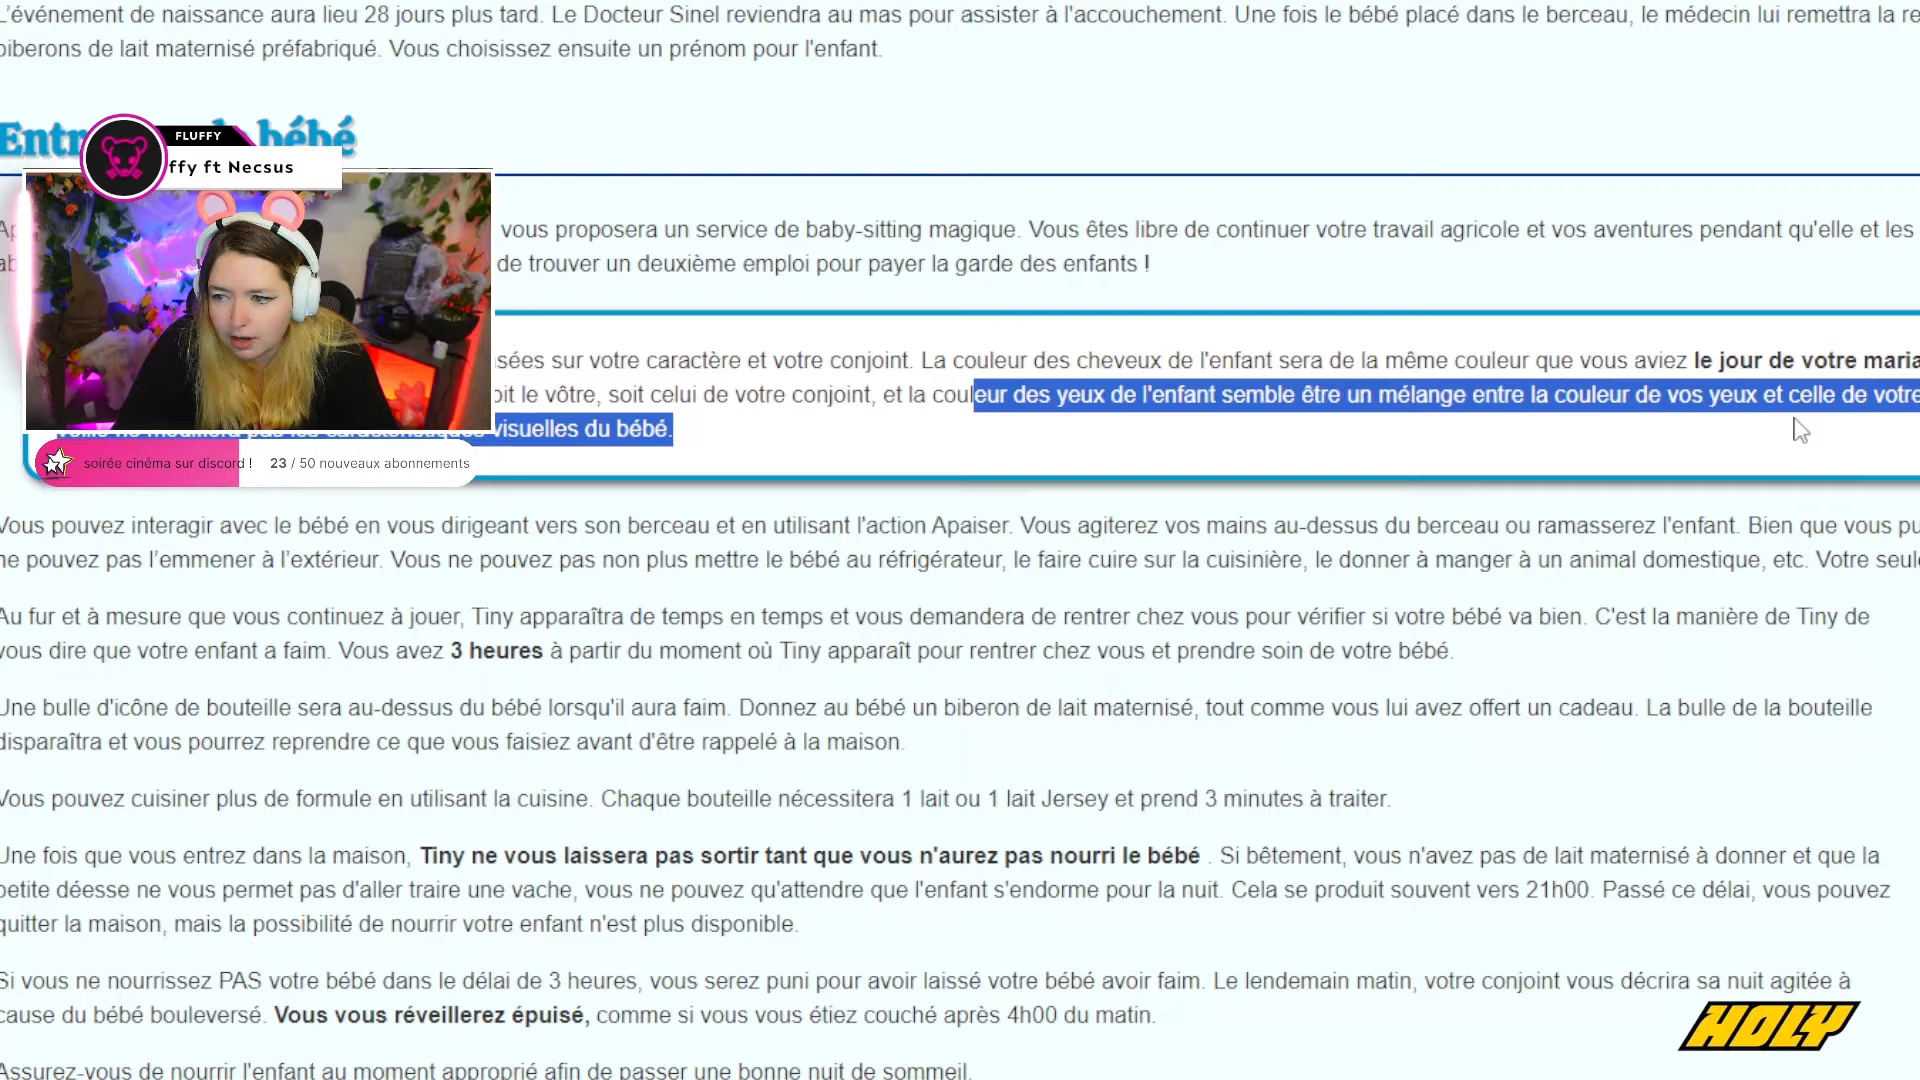 L'événement de naissance aura lieu 28 jours plus tard. Le Docteur Sinel reviendra au mas pour assister à l'accouchement. Une fois le bébé placé dans le berceau, le médecin lui remettra la
biberons de lait maternisé préfabriqué. Vous choisissez ensuite un prénom pour l'enfant.
bébé
FLUFFY
ffy ft Necsus
vous proposera un service de baby-sitting magique. Vous êtes libre de continuer votre travail agricole et vos aventures pendant qu'elle et les
de trouver un deuxième emploi pour payer la garde des enfants !
sées sur votre caractère et votre conjoint. La couleur des cheveux de l'enfant sera de la même couleur que vous aviez le jour de votre maria
oit le vôtre, soit celui de votre conjoint, et la couleur des yeux de l'enfant semble être un mélange entre la couleur de vos yeux et celle de votre
visuelles du bébé.
soirée cinéma sur discord ! 23 / 50 nouveaux abonnements
Vous pouvez interagir avec le bébé en vous dirigeant vers son berceau et en utilisant l'action Apaiser. Vous agiterez vos mains au-dessus du berceau ou ramasserez l'enfant. Bien que vous pu
ne pouvez pas l'emmener à l'extérieur. Vous ne pouvez pas non plus mettre le bébé au réfrigérateur, le faire cuire sur la cuisinière, le donner à manger à un animal domestique, etc. Votre seul
Au fur et à mesure que vous continuez à jouer, Tiny apparaîtra de temps en temps et vous demandera de rentrer chez vous pour vérifier si votre bébé va bien. C'est la manière de Tiny de
vous dire que votre enfant a faim. Vous avez 3 heures à partir du moment où Tiny apparaît pour rentrer chez vous et prendre soin de votre bébé.
Une bulle d'icône de bouteille sera au-dessus du bébé lorsqu'il aura faim. Donnez au bébé un biberon de lait maternisé, tout comme vous lui avez offert un cadeau. La bulle de la bouteille
disparaîtra et vous pourrez reprendre ce que vous faisiez avant d'être rappelé à la maison.
Vous pouvez cuisiner plus de formule en utilisant la cuisine. Chaque bouteille nécessitera 1 lait ou 1 lait Jersey et prend 3 minutes à traiter.
Une fois que vous entrez dans la maison, Tiny ne vous laissera pas sortir tant que vous n'aurez pas nourri le bébé . Si bêtement, vous n'avez pas de lait maternisé à donner et que la
petite déesse ne vous permet pas d'aller traire une vache, vous ne pouvez qu'attendre que l'enfant s'endorme pour la nuit. Cela se produit souvent vers 21h00. Passé ce délai, vous pouvez
quitter la maison, mais la possibilité de nourrir votre enfant n'est plus disponible.
Si vous ne nourrissez PAS votre bébé dans le délai de 3 heures, vous serez puni pour avoir laissé votre bébé avoir faim. Le lendemain matin, votre conjoint vous décrira sa nuit agitée à
cause du bébé bouleversé. Vous vous réveillerez épuisé, comme si vous vous étiez couché après 4h00 du matin.
HOLY
Assurez-vous de nourrir l'enfant au moment approprié afin de passer une bonne nuit de sommeil.